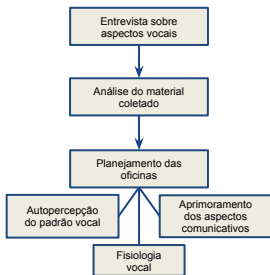 Entrevista sobre
aspectos vocais
Análise do material
coletado
Planejamento das
oficinas
Autopercepção
do padrão vocal
Aprimoramento
dos aspectos
comunicativos
Fisiologia
vocal